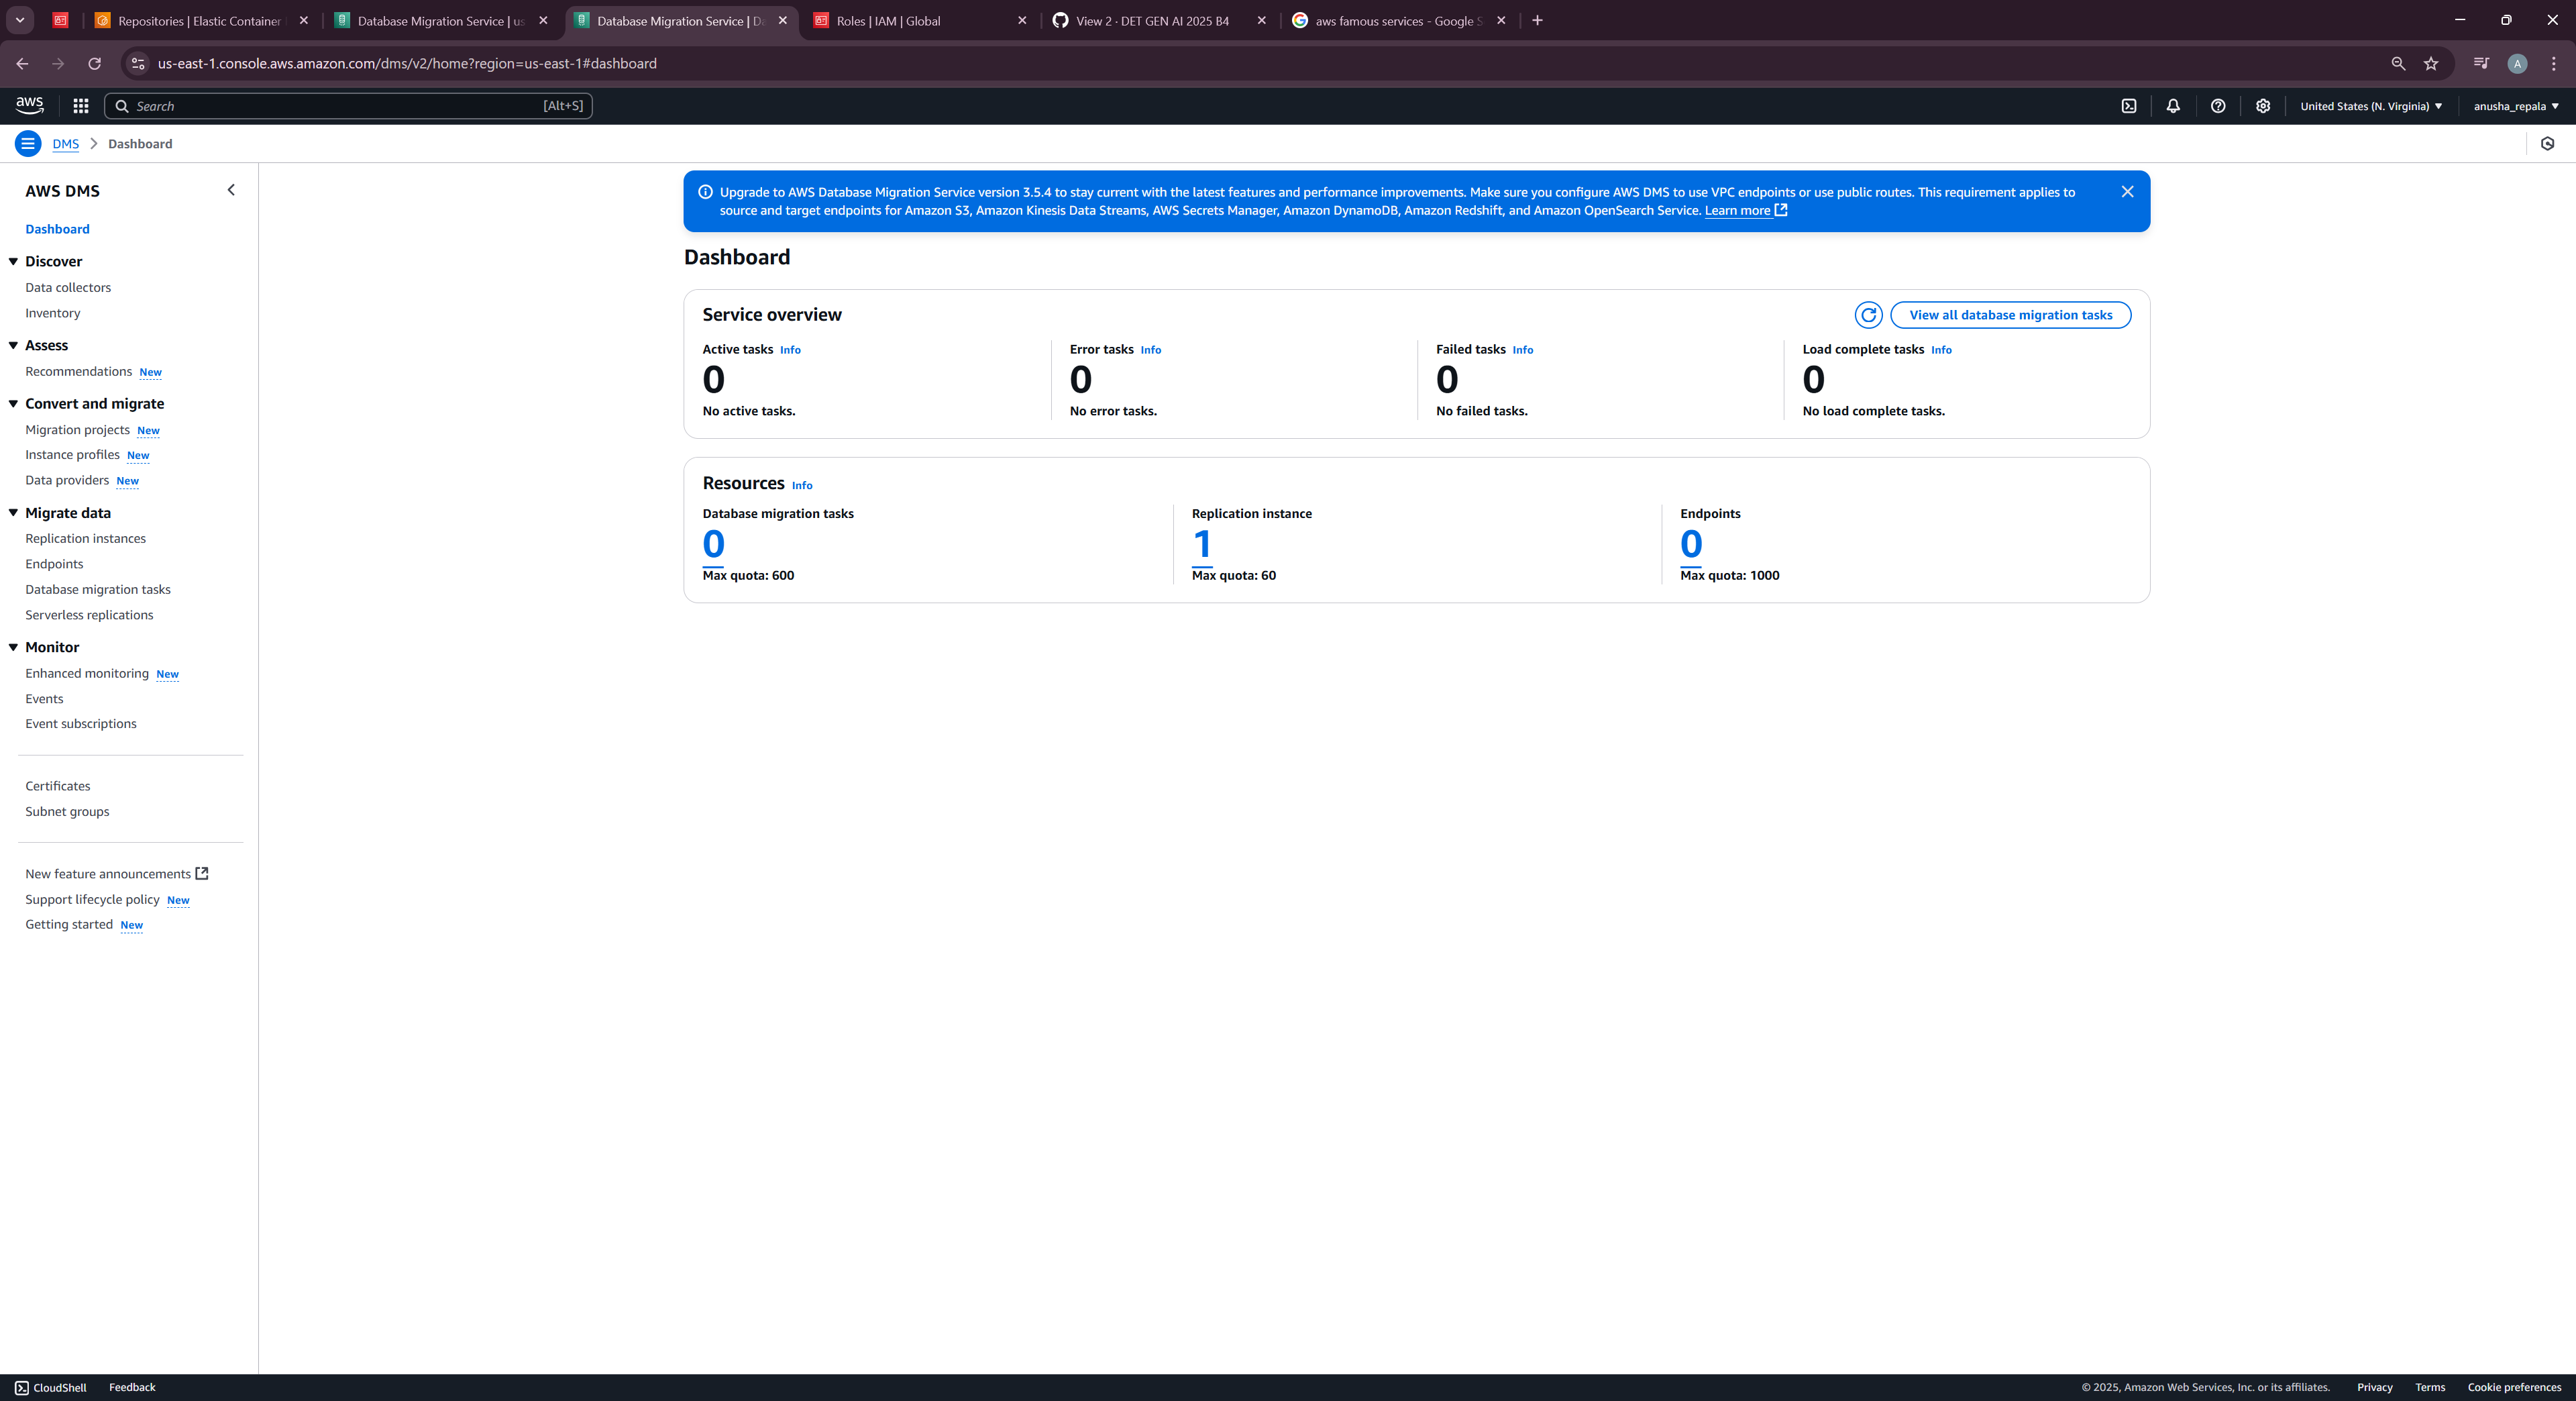 Repositories | Elastic Container
Database Migration Service | us
Database Migration Service | Da
Roles | IAM | Global
View 2 · DET GEN AI 2025 B4
aws famous services - Google S
us-east-1.console.aws.amazon.com/dms/v2/home?region=us-east-1#dashboard
A
aws
Search
[Alt+S]
United States (N. Virginia)
anusha_repala
DMS
Dashboard
AWS DMS
Dashboard
Discover
Data collectors
Inventory
Assess
Recommendations New
Convert and migrate
Migration projects New
Instance profiles New
Data providers New
Migrate data
Replication instances
Endpoints
Database migration tasks
Serverless replications
Monitor
Enhanced monitoring New
Events
Event subscriptions
Certificates
Subnet groups
New feature announcements
Support lifecycle policy New
Getting started New
Upgrade to AWS Database Migration Service version 3.5.4 to stay current with the latest features and performance improvements. Make sure you configure AWS DMS to use VPC endpoints or use public routes. This requirement applies to
source and target endpoints for Amazon S3, Amazon Kinesis Data Streams, AWS Secrets Manager, Amazon DynamoDB, Amazon Redshift, and Amazon OpenSearch Service. Learn more
Dashboard
Service overview
View all database migration tasks
Active tasks Info
0
No active tasks.
Error tasks Info
0
No error tasks.
Failed tasks Info
0
No failed tasks.
Load complete tasks Info
0
No load complete tasks.
Resources Info
Database migration tasks
0
Max quota: 600
Replication instance
1
Max quota: 60
Endpoints
0
Max quota: 1000
CloudShell
Feedback
© 2025, Amazon Web Services, Inc. or its affiliates.
Privacy
Terms
Cookie preferences